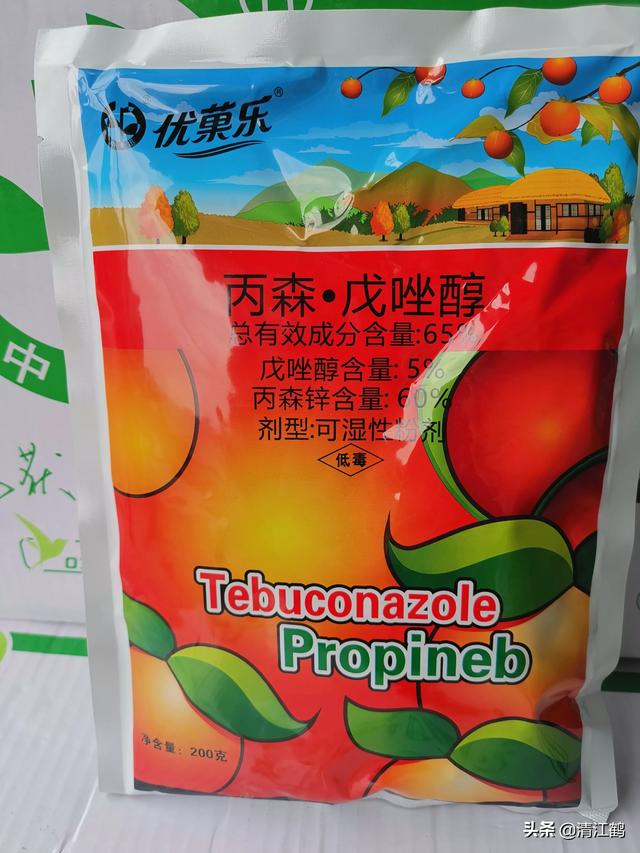 优菓乐®
丙森•戊唑醇
总有效成分含量:65%
戊唑醇含量: 5%
丙森锌含量: 60%
剂型:可湿性粉剂
低毒
中
Tebuconazole
Propineb
净含量：200克
头条 @清江鹤